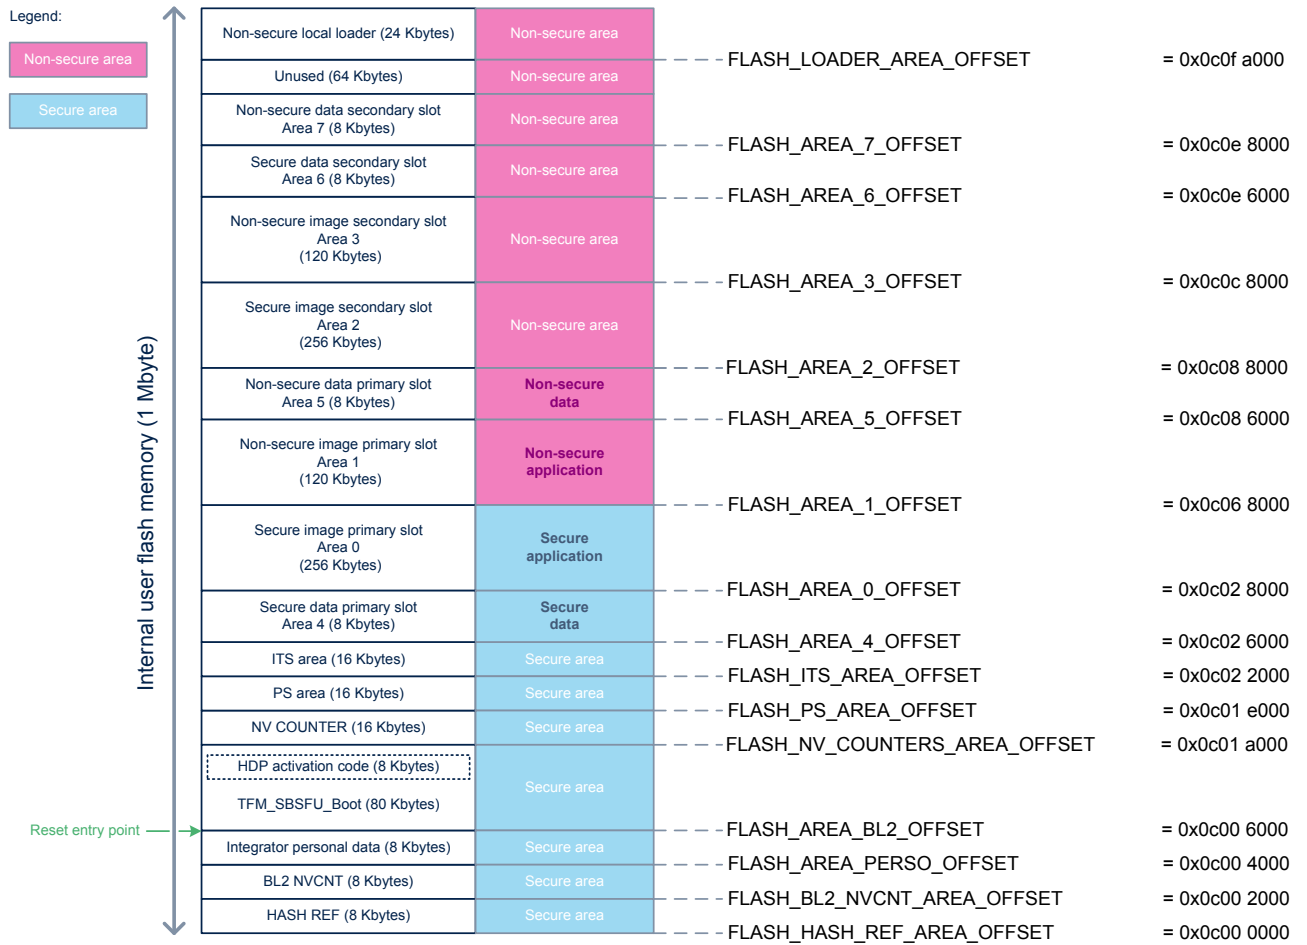 Legend:
Non-secure area
Secure area
Internal user flash memory (1 Mbyte)
Reset entry point
Non-secure local loader (24 Kbytes)
Non-secure area
FLASH_LOADER_AREA_OFFSET = 0x0c0f a000
Unused (64 Kbytes)
Non-secure area
Non-secure data secondary slot
Area 7 (8 Kbytes)
Non-secure area
FLASH_AREA_7_OFFSET = 0x0c0e 8000
Secure data secondary slot
Area 6 (8 Kbytes)
Non-secure area
FLASH_AREA_6_OFFSET = 0x0c0e 6000
Non-secure image secondary slot
Area 3
(120 Kbytes)
Non-secure area
FLASH_AREA_3_OFFSET = 0x0c0c 8000
Secure image secondary slot
Area 2
(256 Kbytes)
Non-secure area
FLASH_AREA_2_OFFSET = 0x0c08 8000
Non-secure data primary slot
Area 5 (8 Kbytes)
Non-secure
data
FLASH_AREA_5_OFFSET = 0x0c08 6000
Non-secure image primary slot
Area 1
(120 Kbytes)
Non-secure
application
FLASH_AREA_1_OFFSET = 0x0c06 8000
Secure image primary slot
Area 0
(256 Kbytes)
Secure
application
FLASH_AREA_0_OFFSET = 0x0c02 8000
Secure data primary slot
Area 4 (8 Kbytes)
Secure
data
FLASH_AREA_4_OFFSET = 0x0c02 6000
ITS area (16 Kbytes)
Secure area
FLASH_ITS_AREA_OFFSET = 0x0c02 2000
PS area (16 Kbytes)
Secure area
FLASH_PS_AREA_OFFSET = 0x0c01 e000
NV COUNTER (16 Kbytes)
Secure area
FLASH_NV_COUNTERS_AREA_OFFSET = 0x0c01 a000
HDP activation code (8 Kbytes)
TFM_SBSFU_Boot (80 Kbytes)
Secure area
FLASH_AREA_BL2_OFFSET = 0x0c00 6000
Integrator personal data (8 Kbytes)
Secure area
FLASH_AREA_PERSO_OFFSET = 0x0c00 4000
BL2 NVCNT (8 Kbytes)
Secure area
FLASH_BL2_NVCNT_AREA_OFFSET = 0x0c00 2000
HASH REF (8 Kbytes)
Secure area
FLASH_HASH_REF_AREA_OFFSET = 0x0c00 0000